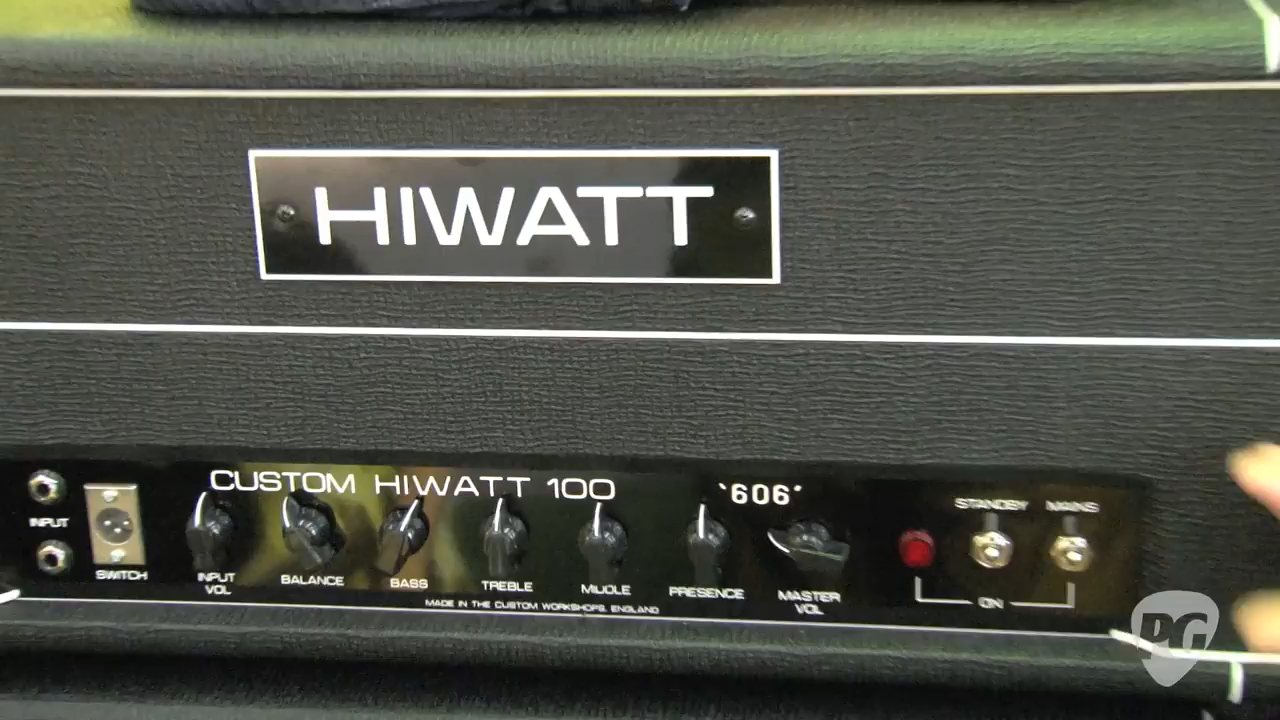 HIWATT
CUSTOM HIWATT 100
'606'
STANDBY
MAINS
INPUT
SWITCH
INPUT
VOL
BALANCE
BASS
TREBLE
MIDDLE
PRESENCE
MASTER
VOL
ON
MADE IN THE CUSTOM WORKSHOPS, ENGLAND
PG